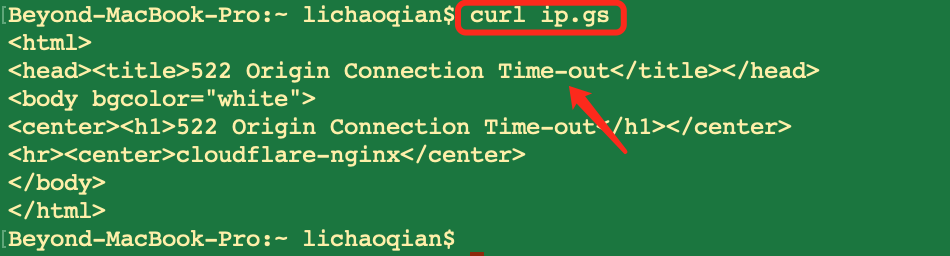 [Beyond-MacBook-Pro:~ lichaoqian$ curl ip.gs
<html>
<head><title>522 Origin Connection Time-out</title></head>
<body bgcolor="white">
<center><h1>522 Origin Connection Time-out</h1></center>
<hr><center>cloudflare-nginx</center>
</body>
</html>
[Beyond-MacBook-Pro:~ lichaoqian$